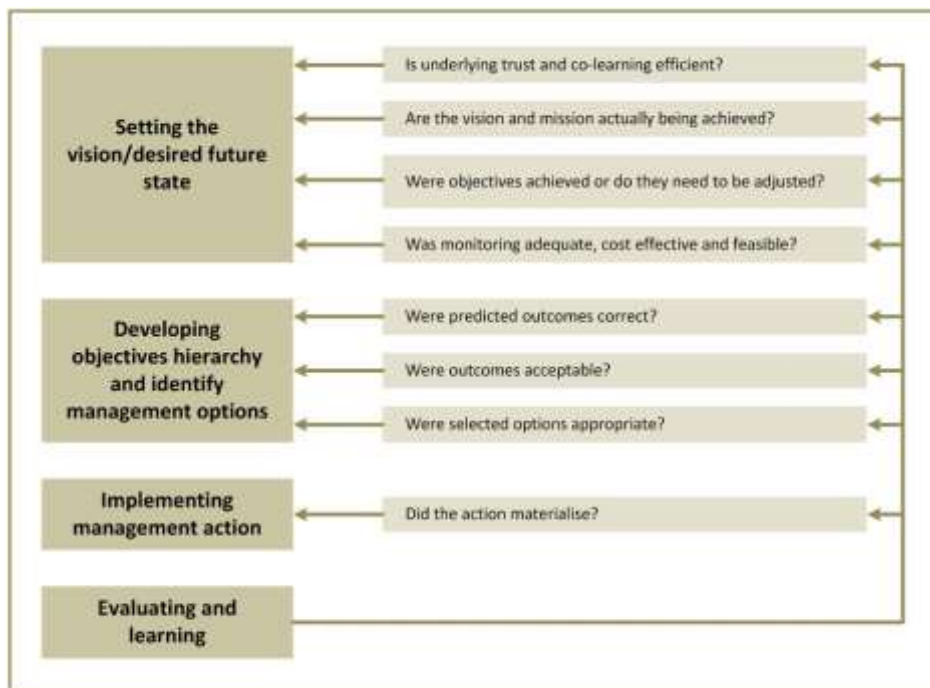 Setting the
vision/desired future
state
Is underlying trust and co-learning efficient?
Are the vision and mission actually being achieved?
Were objectives achieved or do they need to be adjusted?
Was monitoring adequate, cost effective and feasible?
Developing
objectives hierarchy
and identify
management options
Were predicted outcomes correct?
Were outcomes acceptable?
Were selected options appropriate?
Implementing
management action
Did the action materialise?
Evaluating and
learning